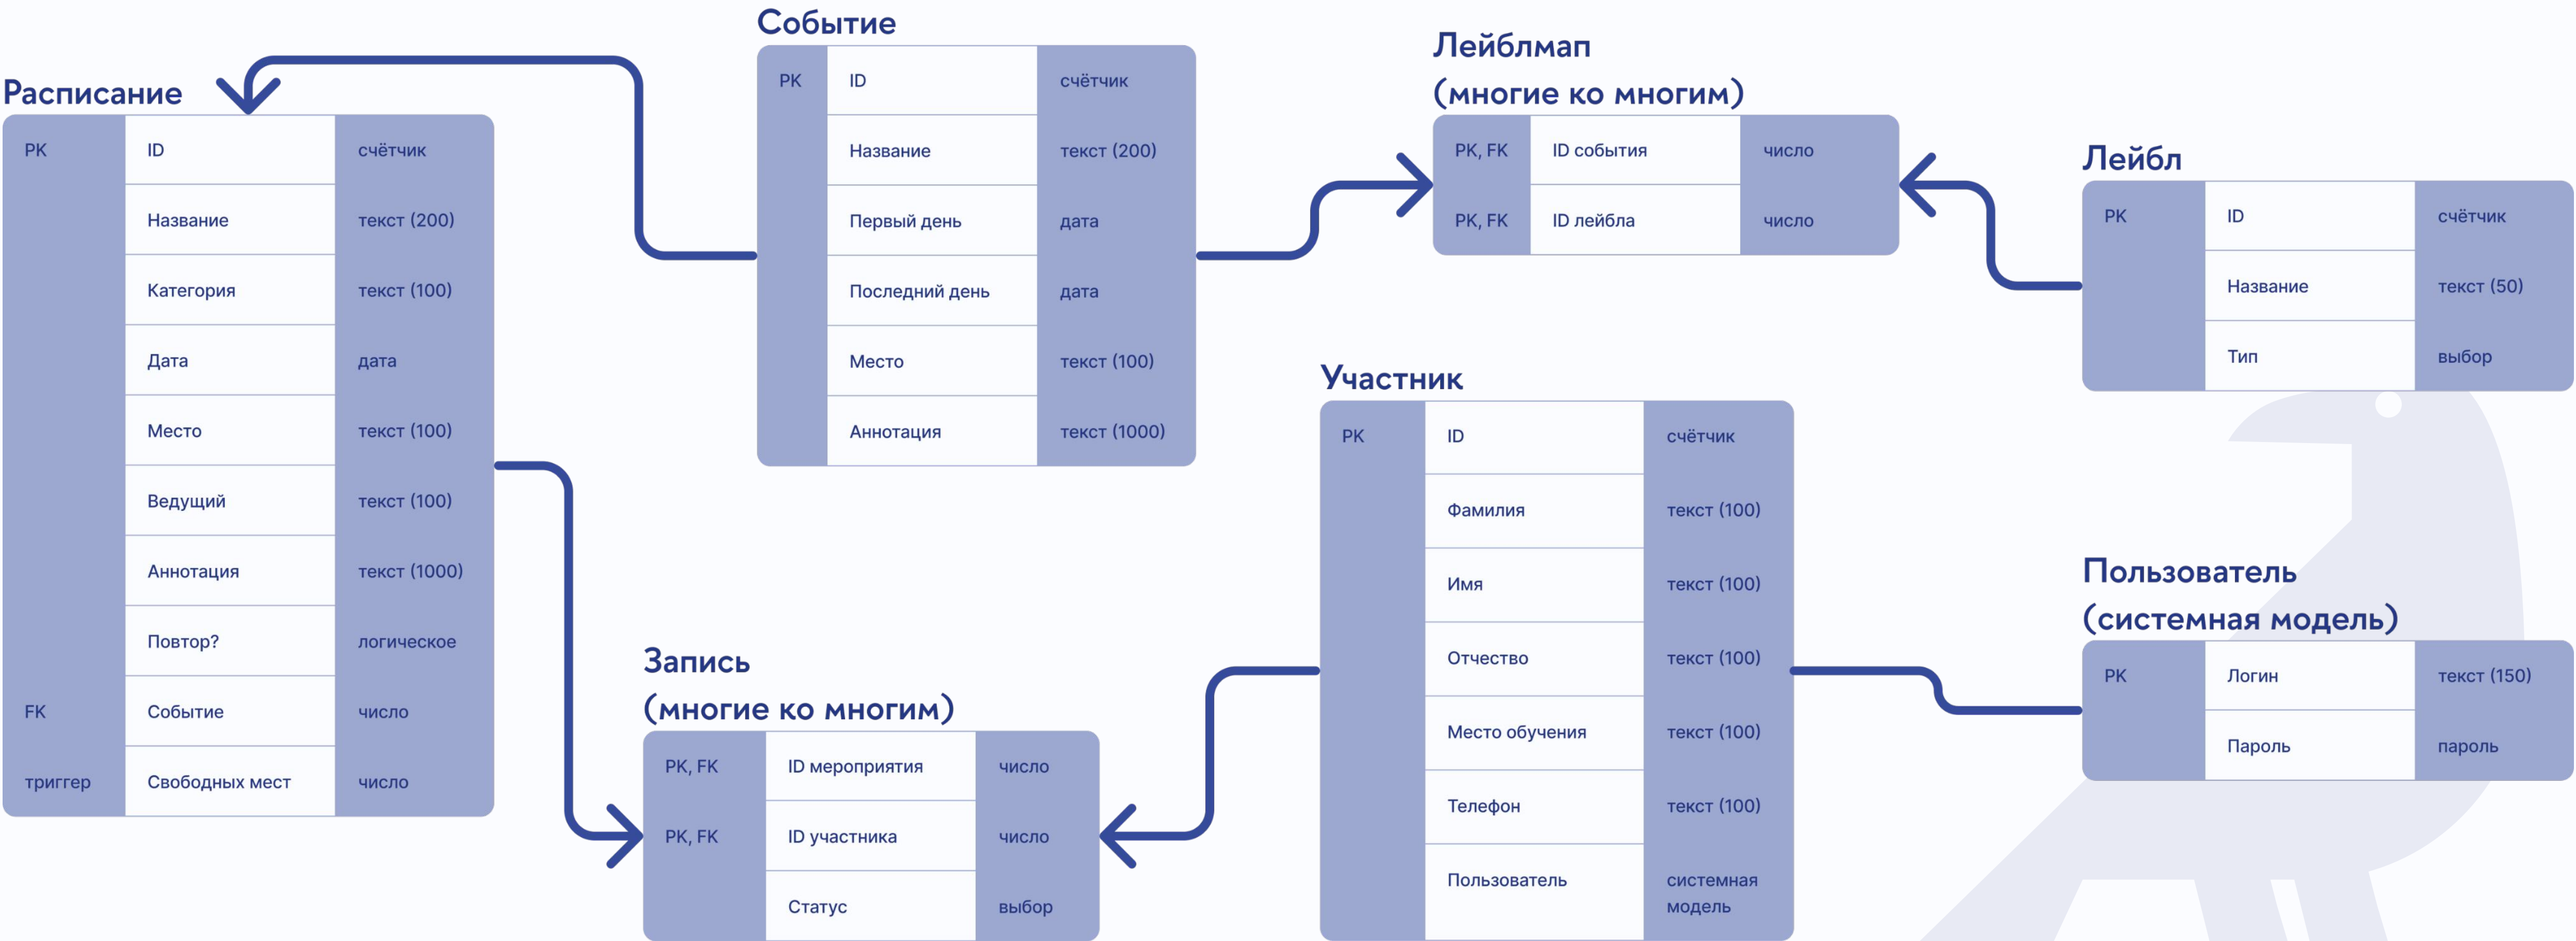 Расписание
PK ID счётчик
Название текст (200)
Категория текст (100)
Дата дата
Место текст (100)
Ведущий текст (100)
Аннотация текст (1000)
Повтор? логическое
FK Событие число
триггер Свободных мест число
Событие
PK ID счётчик
Название текст (200)
Первый день дата
Последний день дата
Место текст (100)
Аннотация текст (1000)
Лейблмап
(многие ко многим)
PK, FK ID события число
PK, FK ID лейбла число
Лейбл
PK ID счётчик
Название текст (50)
Тип выбор
Запись
(многие ко многим)
PK, FK ID мероприятия число
PK, FK ID участника число
Статус выбор
Участник
PK ID счётчик
Фамилия текст (100)
Имя текст (100)
Отчество текст (100)
Место обучения текст (100)
Телефон текст (100)
Пользователь системная
модель
Пользователь
(системная модель)
PK Логин текст (150)
Пароль пароль